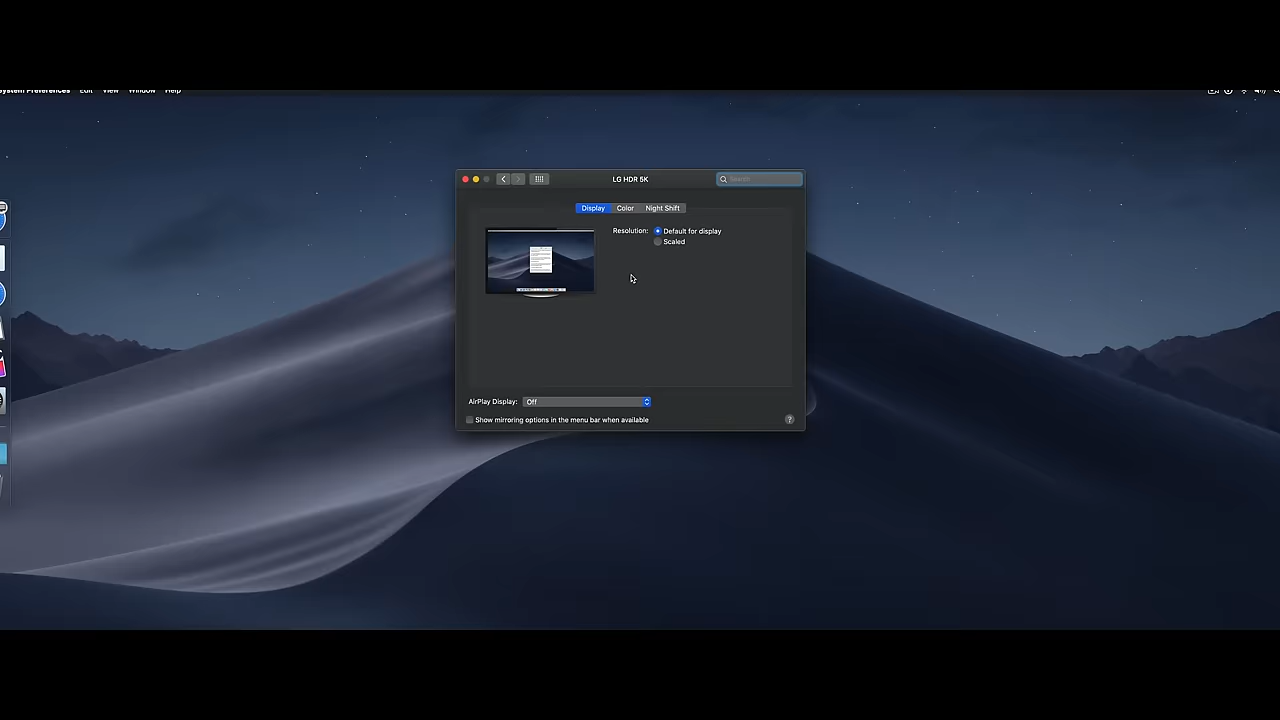 System Preferences Edit View Window Help
LG HDR 5K
Search
Display Color Night Shift
Resolution: Default for display
Scaled
AirPlay Display: Off
Show mirroring options in the menu bar when available
?